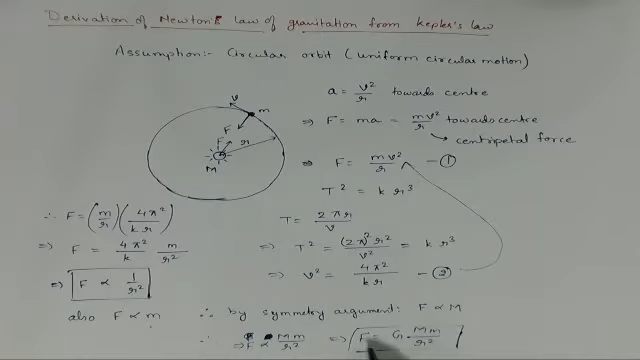 Derivation of Newton's law of gravitation from kepler's law
Assumption:- Circular orbit (uniform circular motion)
a = v²/r towards centre
⇒ F = ma = mv²/r towards centre
→ centripetal force
⇒ F = mv²/r — ①
T² = k r³
T = 2πr/v
⇒ T² = (2π)² r²/v² = k r³
⇒ v² = 4π²/k r — ②
v
m
F
F
r
M
∴ F = (m/r) (4π²/k r)
⇒ F = 4π²/k m/r²
⇒ F ∝ 1/r²
also F ∝ m
∴ by symmetry argument: F ∝ M
∴ ⇒ F ∝ Mm/r² ⇒ F = G · Mm/r²